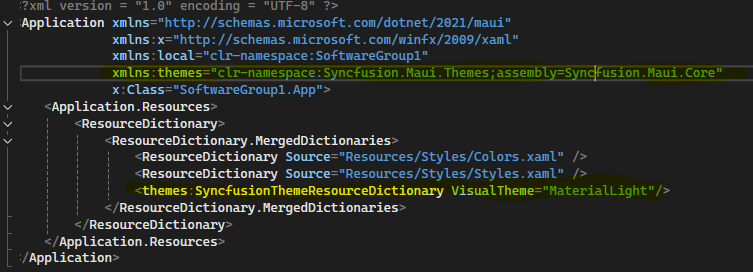 ?xml version = "1.0" encoding = "UTF-8" ?>
Application xmlns="http://schemas.microsoft.com/dotnet/2021/maui"
xmlns:x="http://schemas.microsoft.com/winfx/2009/xaml"
xmlns:local="clr-namespace:SoftwareGroup1"
xmlns:themes="clr-namespace:Syncfusion.Maui.Themes;assembly=Syncfusion.Maui.Core"
x:Class="SoftwareGroup1.App">
<Application.Resources>
<ResourceDictionary>
<ResourceDictionary.MergedDictionaries>
<ResourceDictionary Source="Resources/Styles/Colors.xaml" />
<ResourceDictionary Source="Resources/Styles/Styles.xaml" />
<themes:SyncfusionThemeResourceDictionary VisualTheme="MaterialLight"/>
</ResourceDictionary.MergedDictionaries>
</ResourceDictionary>
</Application.Resources>
/Application>